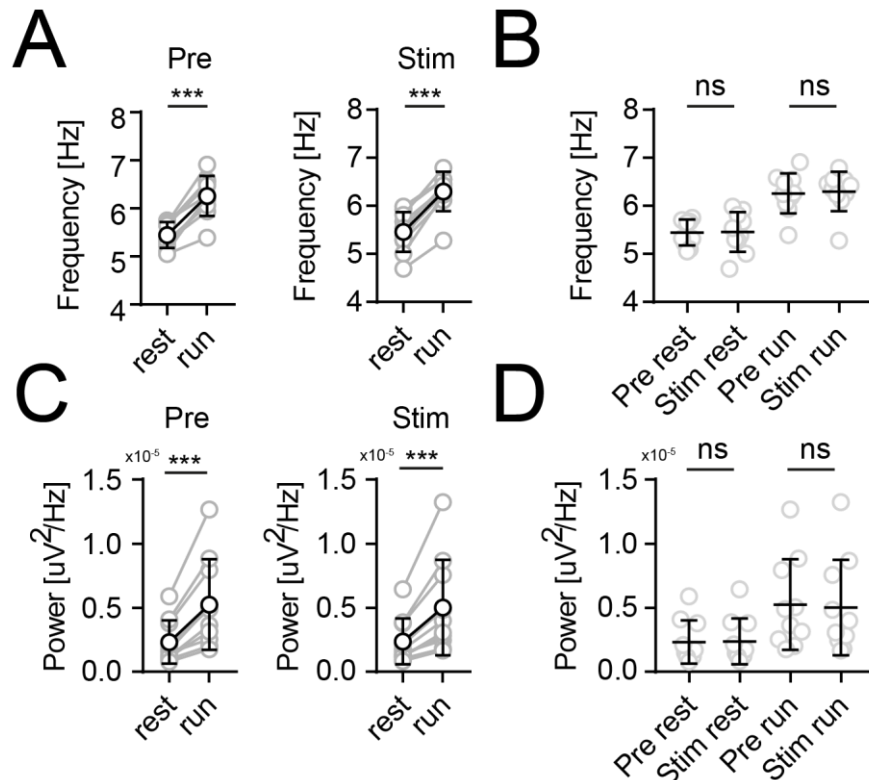 A
Pre
***
Frequency [Hz]
8
7
6
5
4
rest
run
Stim
***
Frequency [Hz]
8
7
6
5
4
rest
run
B
ns
ns
Frequency [Hz]
8
7
6
5
4
Pre rest
Stim rest
Pre run
Stim run
C
Pre
x10-5
***
Power [uV2/Hz]
1.5
1.0
0.5
0.0
rest
run
Stim
x10-5
***
Power [uV2/Hz]
1.5
1.0
0.5
0.0
rest
run
D
x10-5
ns
ns
Power [uV2/Hz]
1.5
1.0
0.5
0.0
Pre rest
Stim rest
Pre run
Stim run